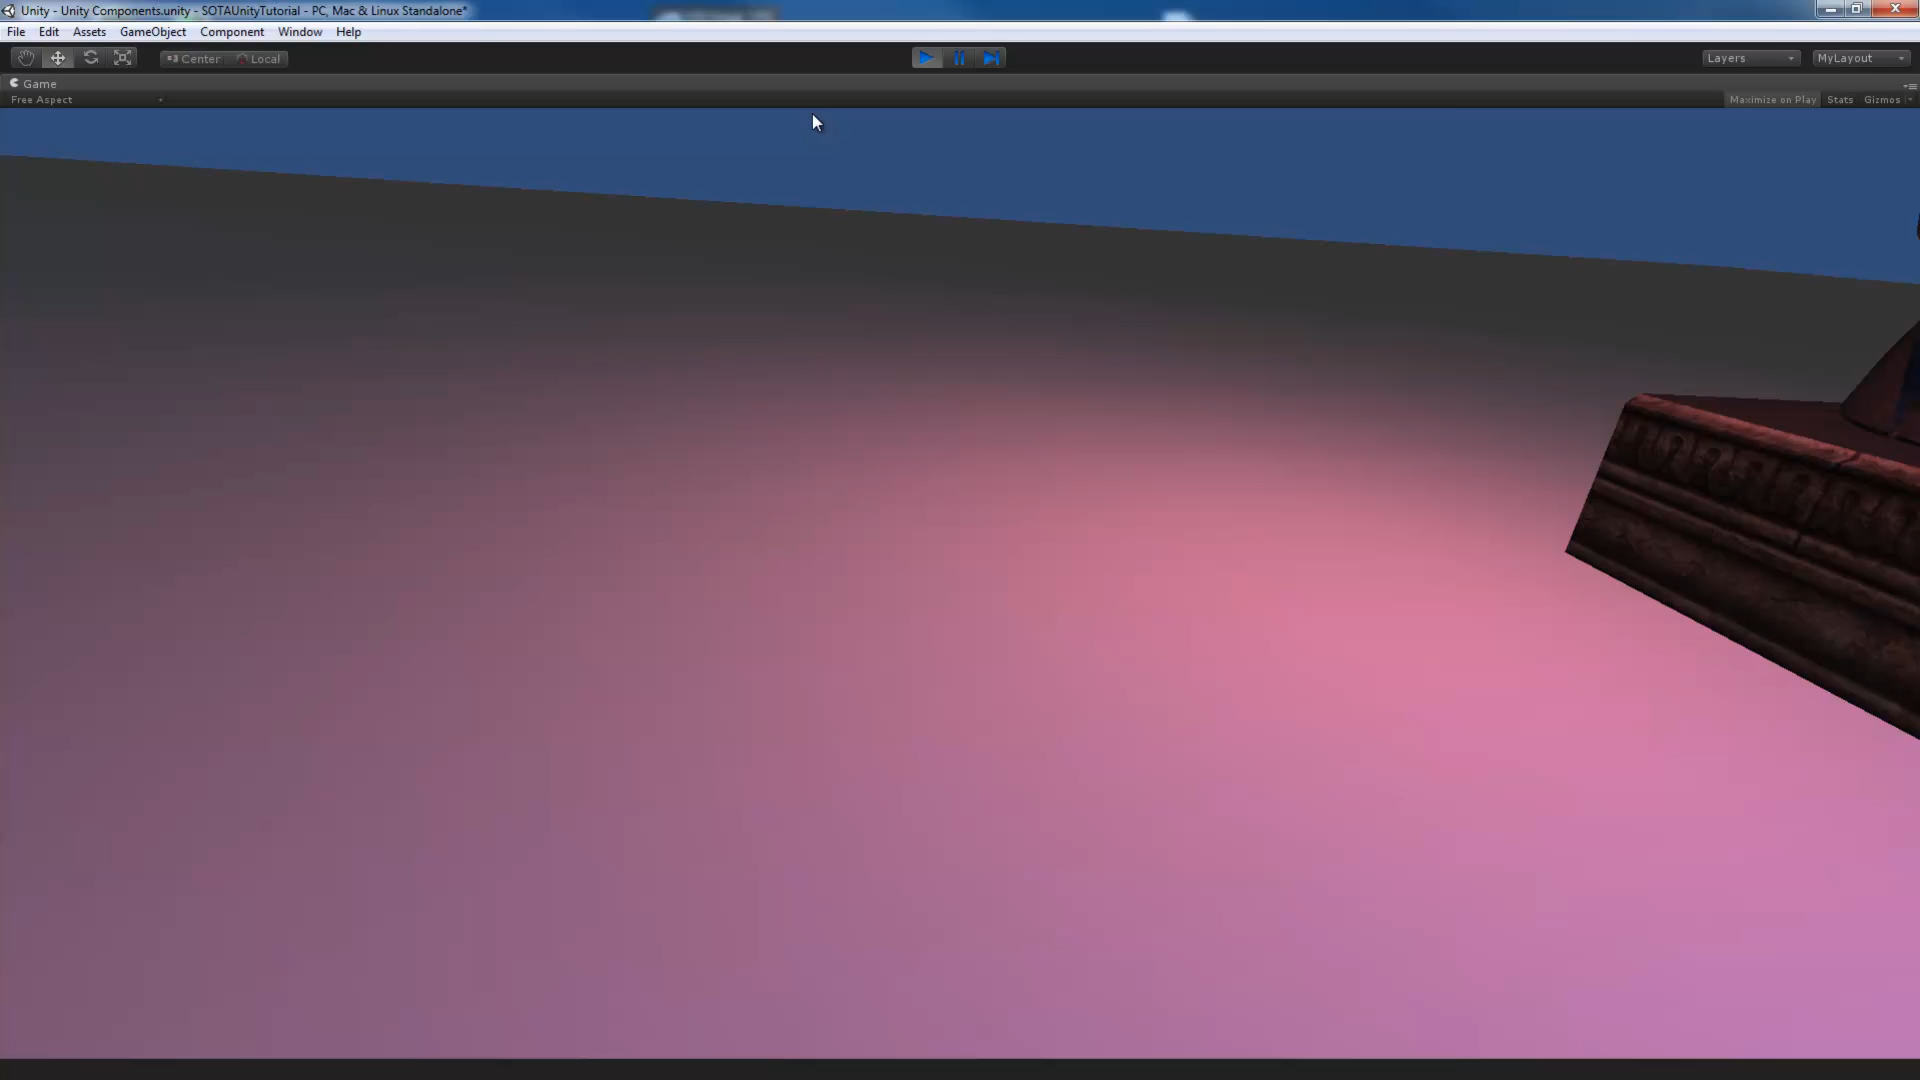 Unity - Unity Components.unity - SOTAUnityTutorial - PC, Mac & Linux Standalone*
File Edit Assets GameObject Component Window Help
Center Local Layers MyLayout
Game
Free Aspect Maximize on Play Stats Gizmos